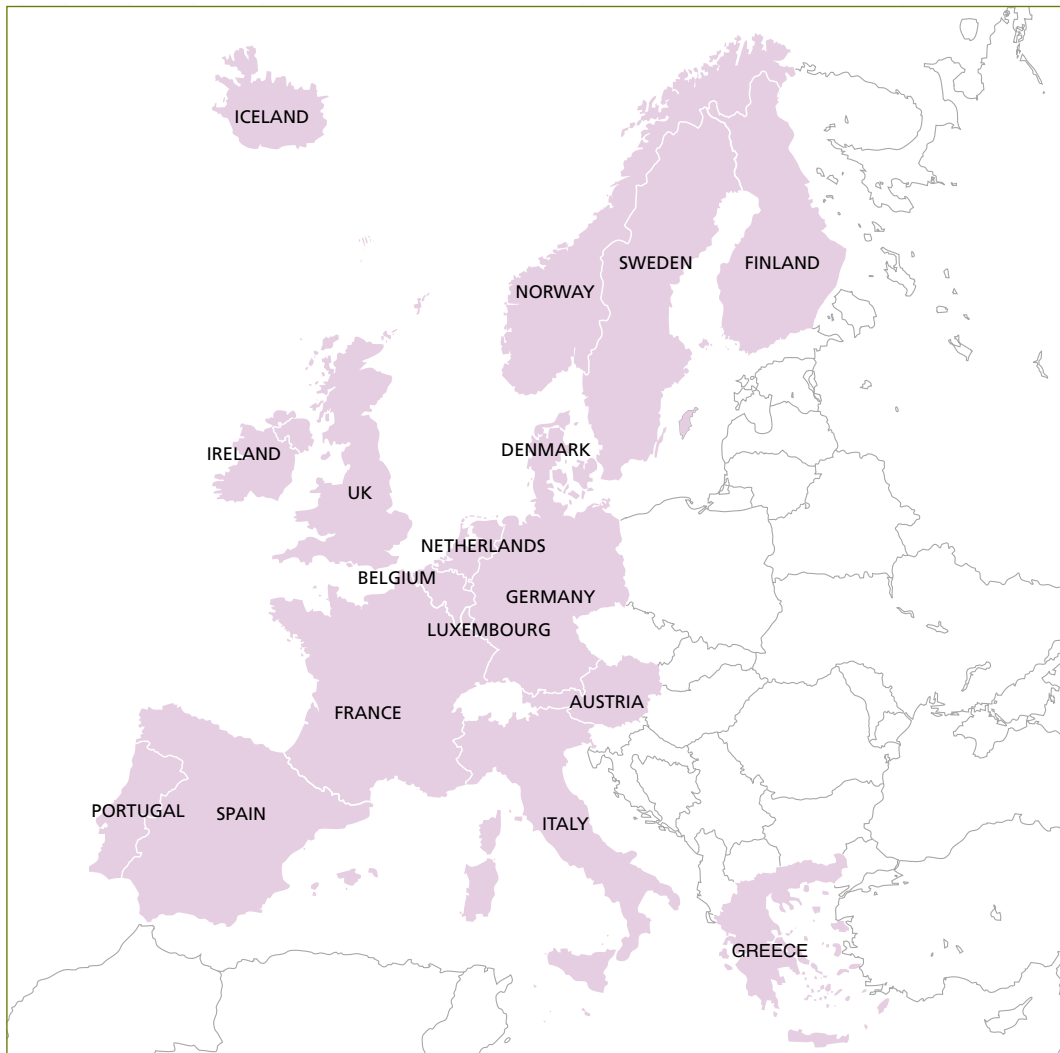 ICELAND
SWEDEN
FINLAND
NORWAY
DENMARK
IRELAND
UK
NETHERLANDS
BELGIUM
GERMANY
LUXEMBOURG
AUSTRIA
FRANCE
PORTUGAL
SPAIN
ITALY
GREECE